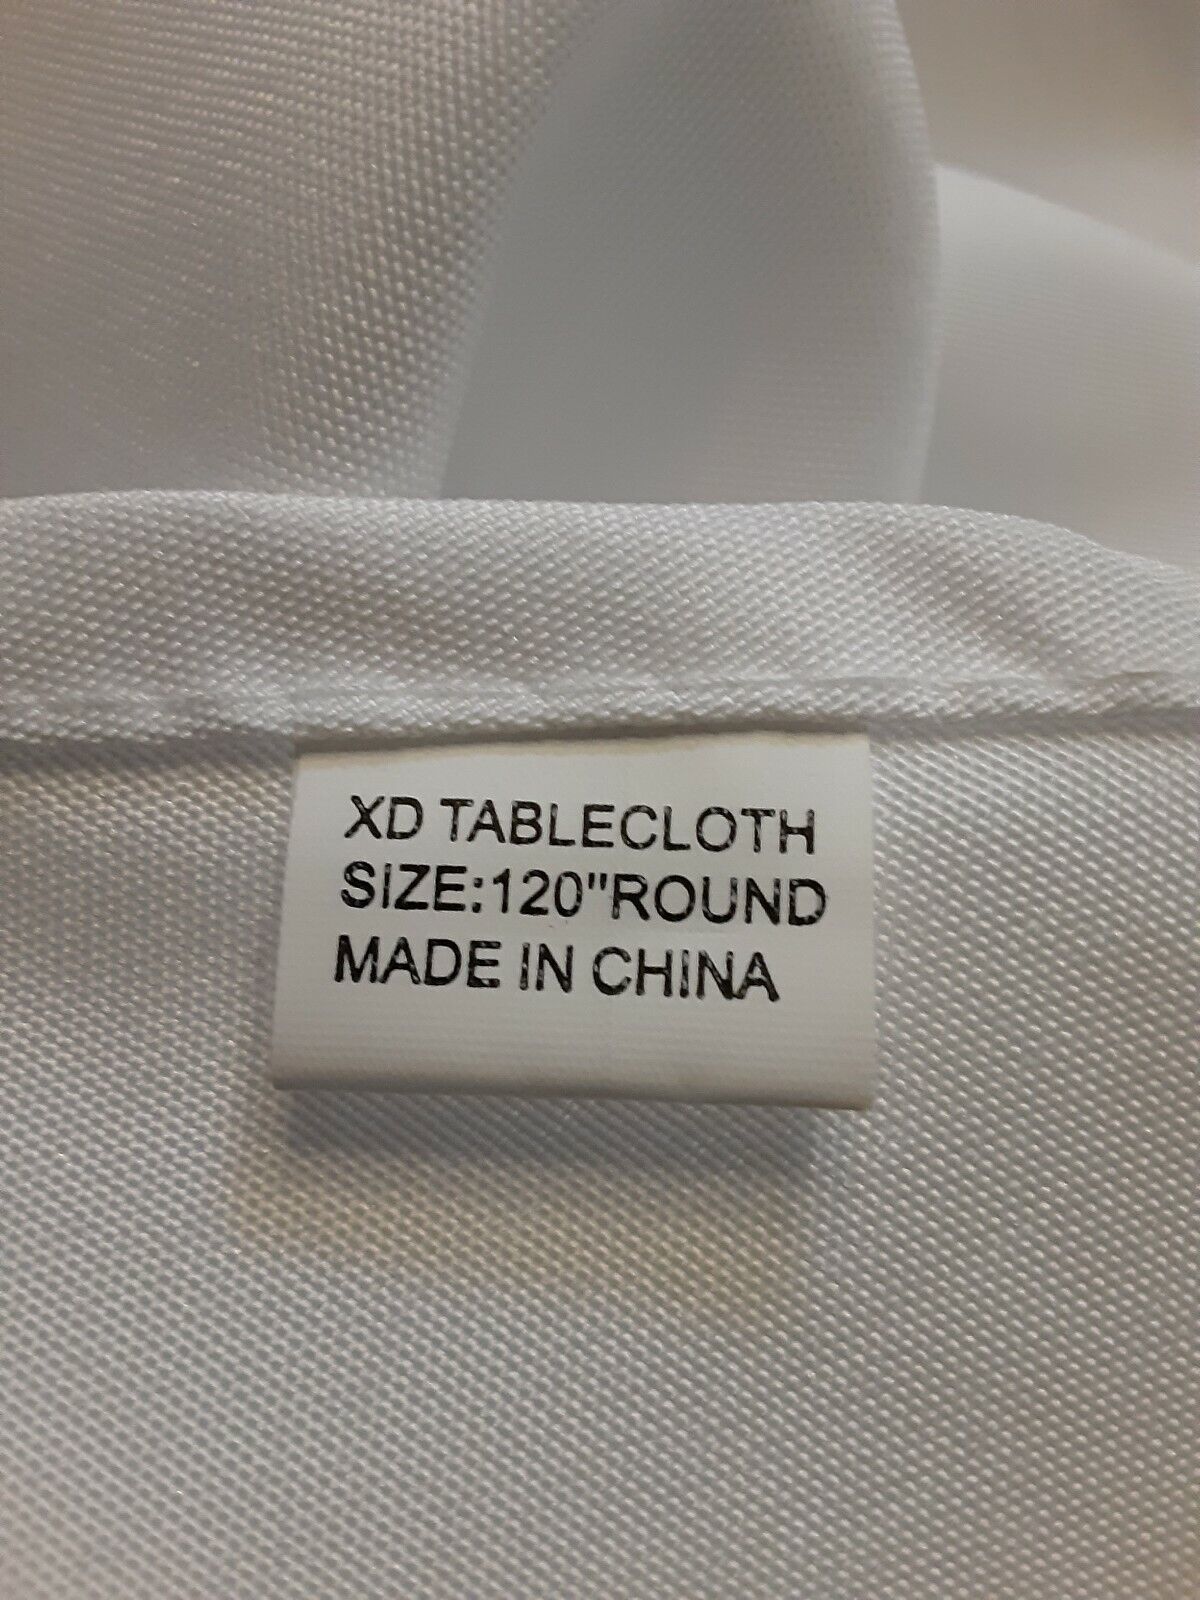 XD TABLECLOTH
SIZE:120"ROUND
MADE IN CHINA